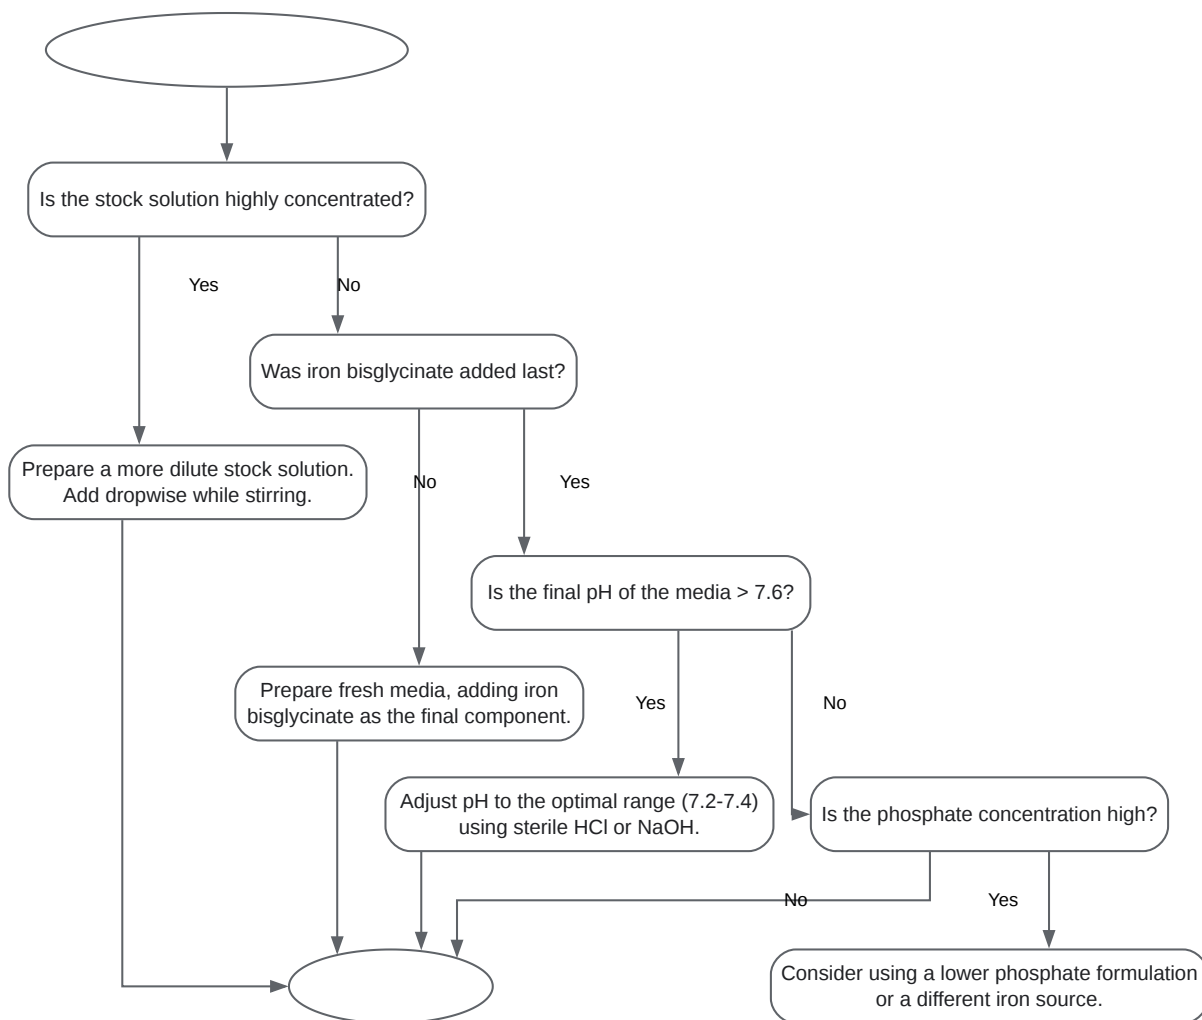 Is the stock solution highly concentrated?
Yes
No
Was iron bisglycinate added last?
Prepare a more dilute stock solution.
Add dropwise while stirring.
No
Yes
Is the final pH of the media > 7.6?
Prepare fresh media, adding iron
bisglycinate as the final component.
Yes
No
Adjust pH to the optimal range (7.2-7.4)
using sterile HCl or NaOH.
Is the phosphate concentration high?
No
Yes
Consider using a lower phosphate formulation
or a different iron source.